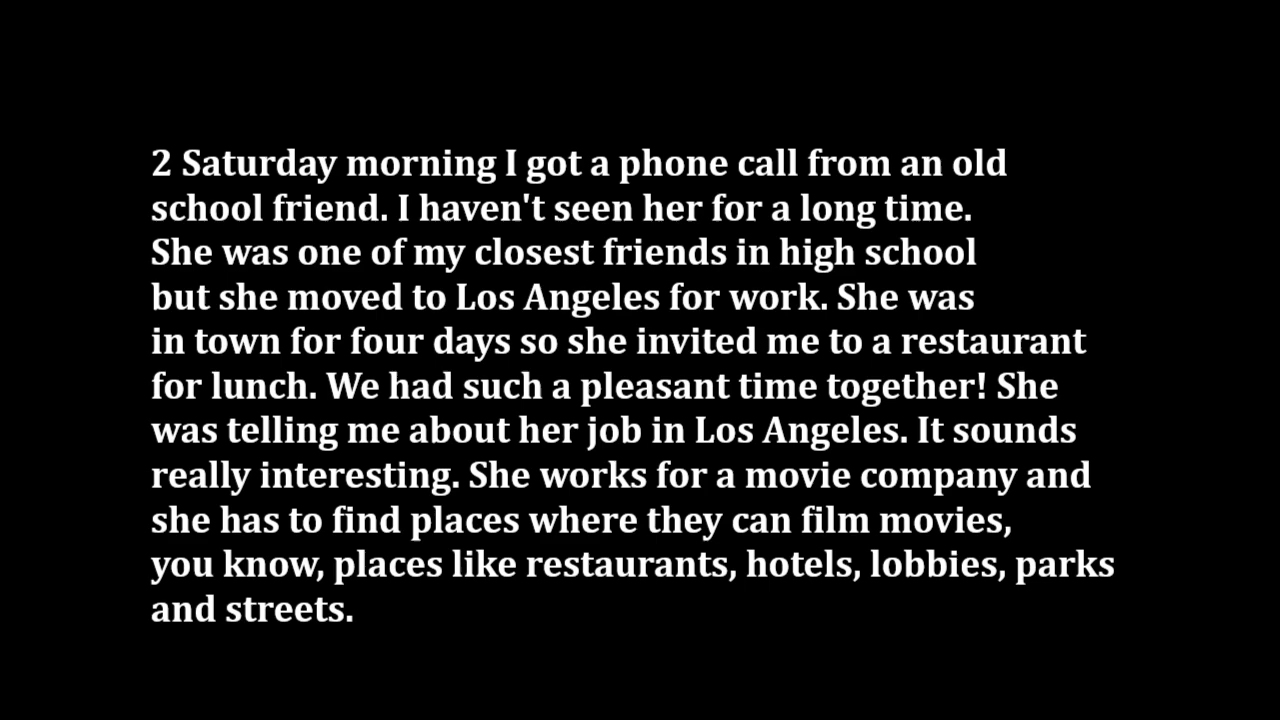 2 Saturday morning I got a phone call from an old
school friend. I haven't seen her for a long time.
She was one of my closest friends in high school
but she moved to Los Angeles for work. She was
in town for four days so she invited me to a restaurant
for lunch. We had such a pleasant time together! She
was telling me about her job in Los Angeles. It sounds
really interesting. She works for a movie company and
she has to find places where they can film movies,
you know, places like restaurants, hotels, lobbies, parks
and streets.